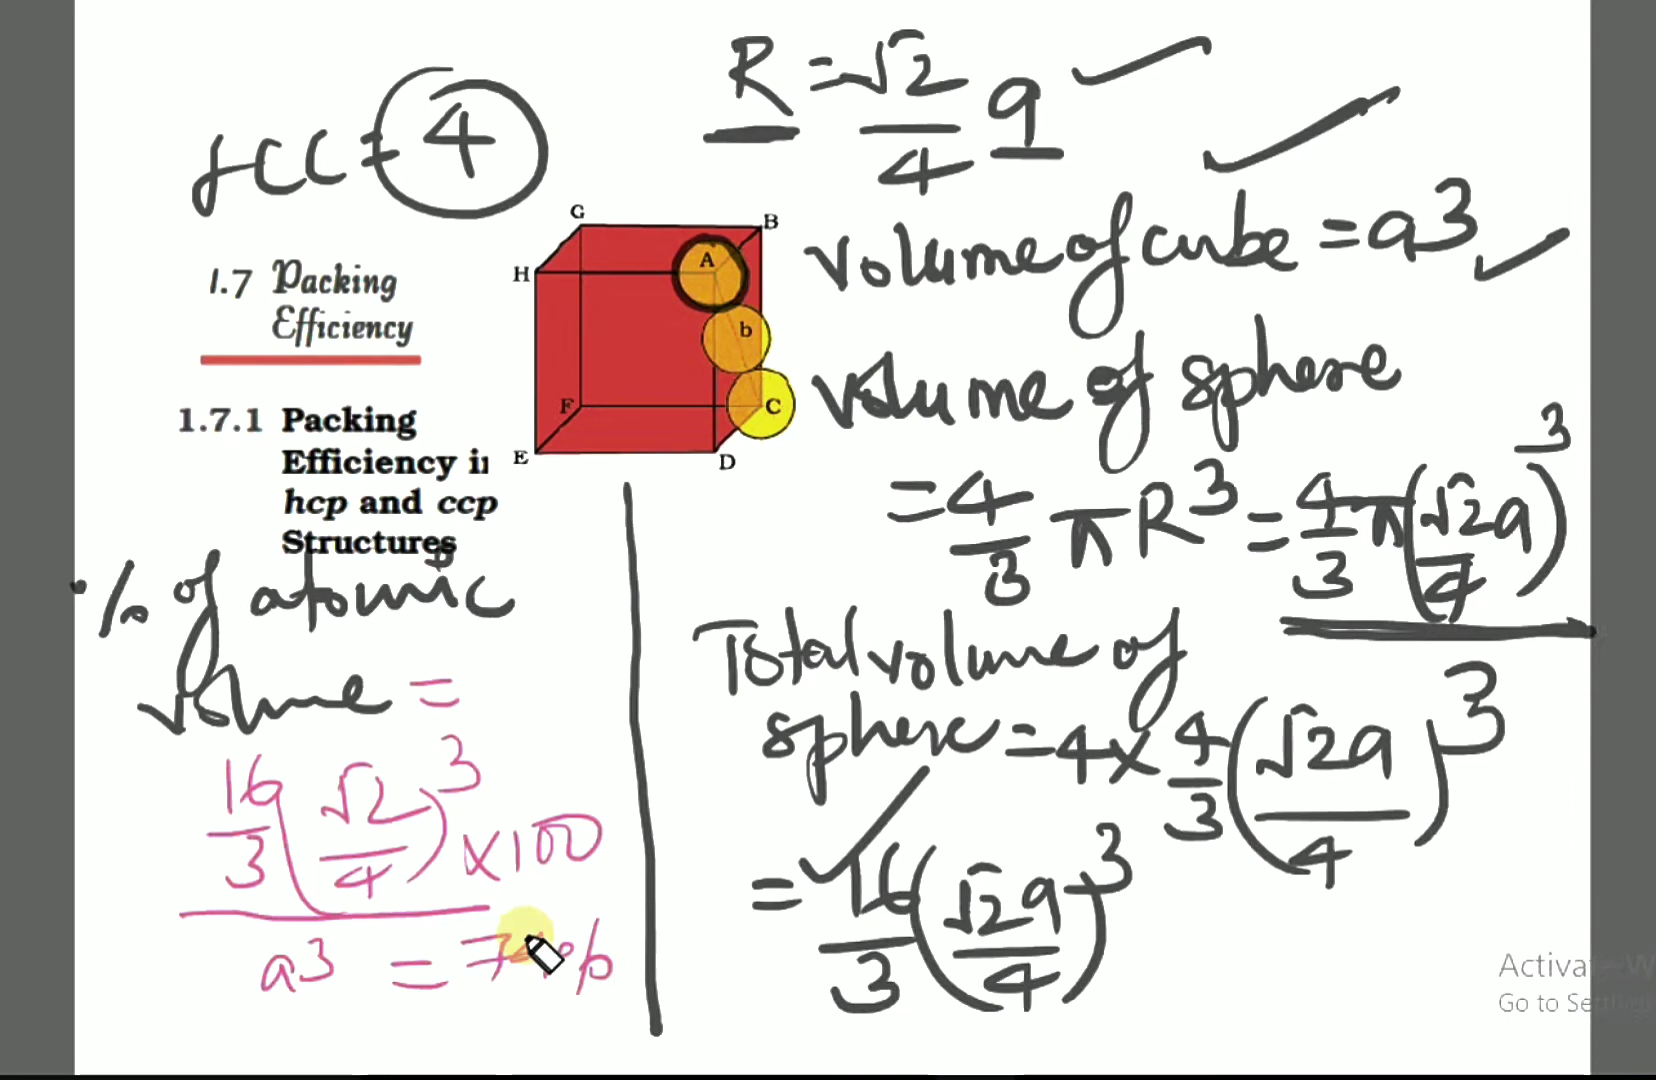 fcc = 4
R = √2/4 a
1.7 Packing
Efficiency
1.7.1 Packing
Efficiency in
hcp and ccp
Structures
G
B
H
A
b
F
C
E
D
volume of cube = a3
volume of sphere
= 4/3 π R³ = 4/3 π (√2a/4)³
Total volume of
sphere = 4 × 4/3 (√2a/4)³
= 16/3 (√2a/4)³
% of atomic
volume =
16/3 (√2/4)³ × 100
a3 = 74%
Go to Settings